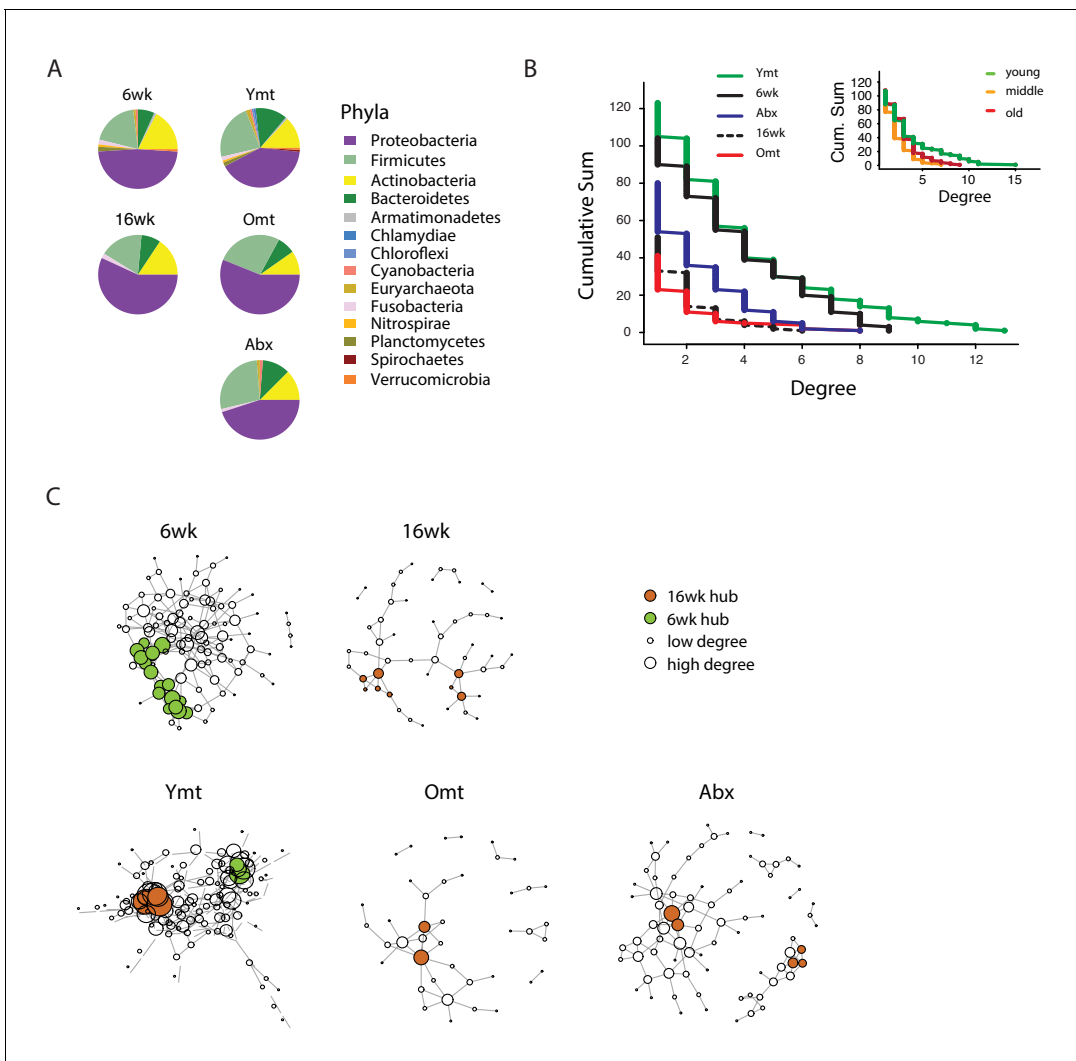 A
6wk
Ymt
16wk
Omt
Abx
Phyla
Proteobacteria
Firmicutes
Actinobacteria
Bacteroidetes
Armatimonadetes
Chlamydiae
Chloroflexi
Cyanobacteria
Euryarchaeota
Fusobacteria
Nitrospirae
Planctomycetes
Spirochaetes
Verrucomicrobia
B
Cumulative Sum
120
100
80
60
40
20
0
2
4
6
8
10
12
Degree
Ymt
6wk
Abx
16wk
Omt
Cum. Sum
120
100
80
60
40
20
0
5
10
15
Degree
young
middle
old
C
6wk
16wk
16wk hub
6wk hub
low degree
high degree
Ymt
Omt
Abx